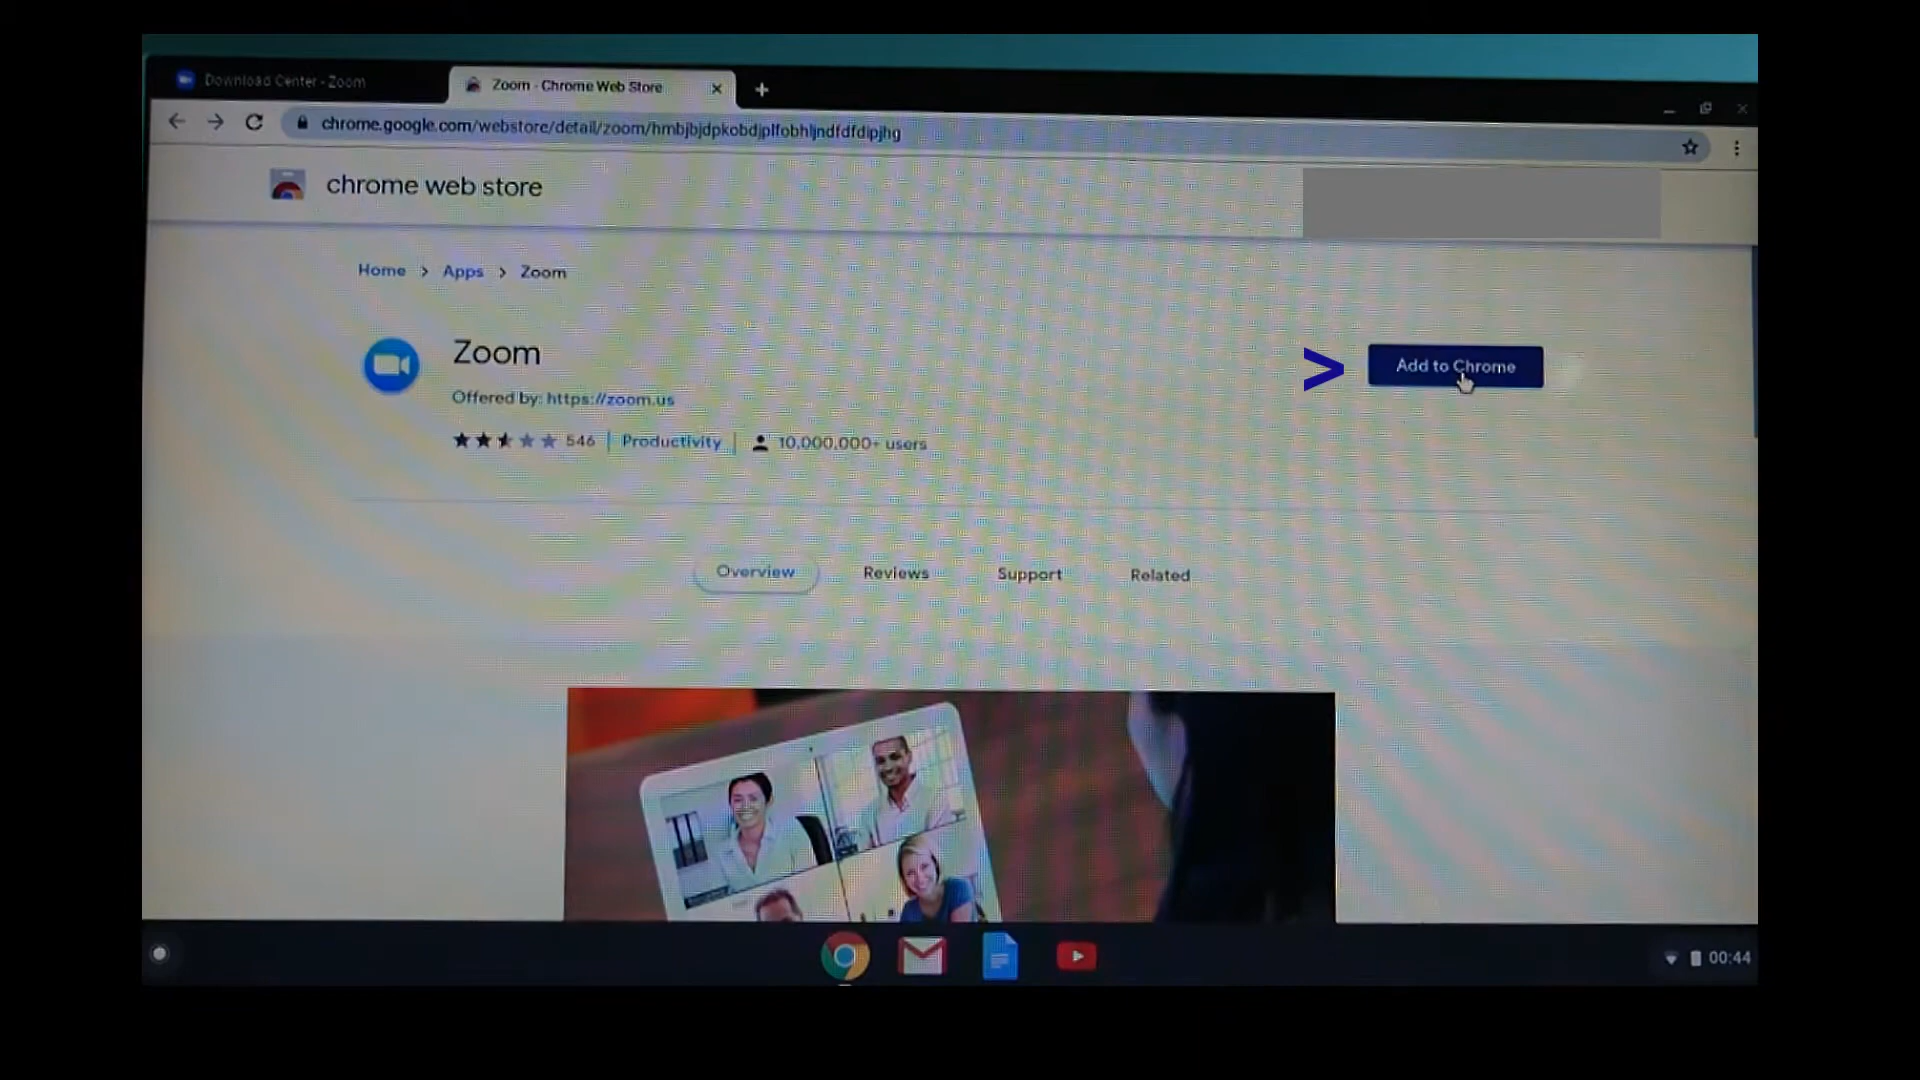 Download Center - Zoom
Zoom - Chrome Web Store
chrome.google.com/webstore/detail/zoom/hmbjbjdpkobdjplfobhljndfdfdipjhg
chrome web store
Home > Apps > Zoom
Zoom
> Add to Chrome
Offered by: https://zoom.us
546 | Productivity | 10,000,000+ users
Overview Reviews Support Related
00:44